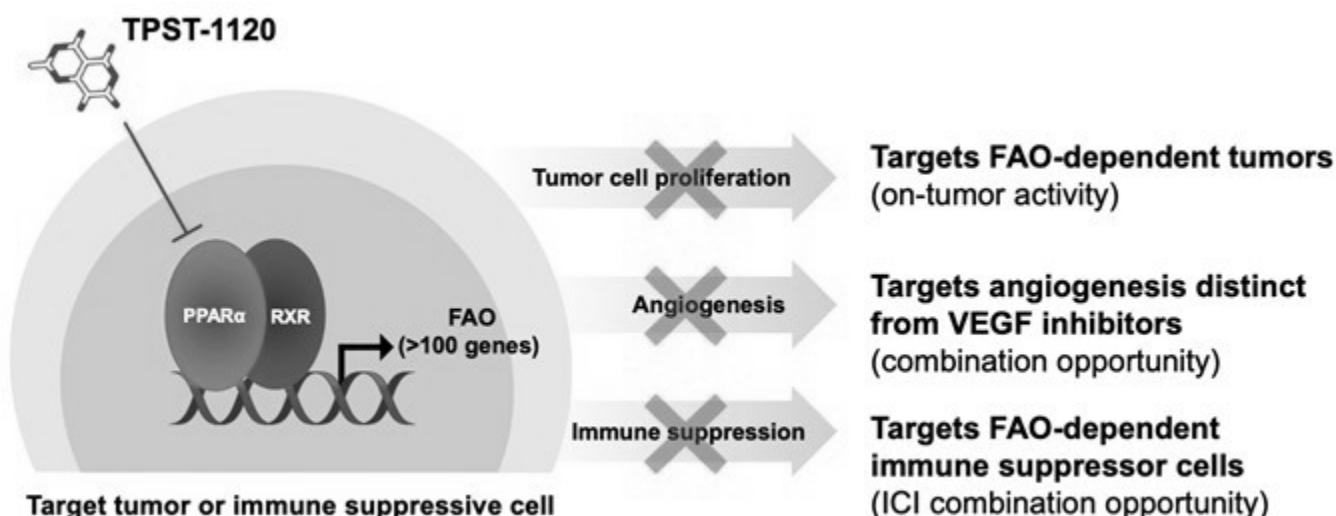 TPST-1120
PPARα
RXR
FAO
(>100 genes)
Target tumor or immune suppressive cell
Tumor cell proliferation
Targets FAO-dependent tumors
(on-tumor activity)
Angiogenesis
Targets angiogenesis distinct
from VEGF inhibitors
(combination opportunity)
Immune suppression
Targets FAO-dependent
immune suppressor cells
(ICI combination opportunity)